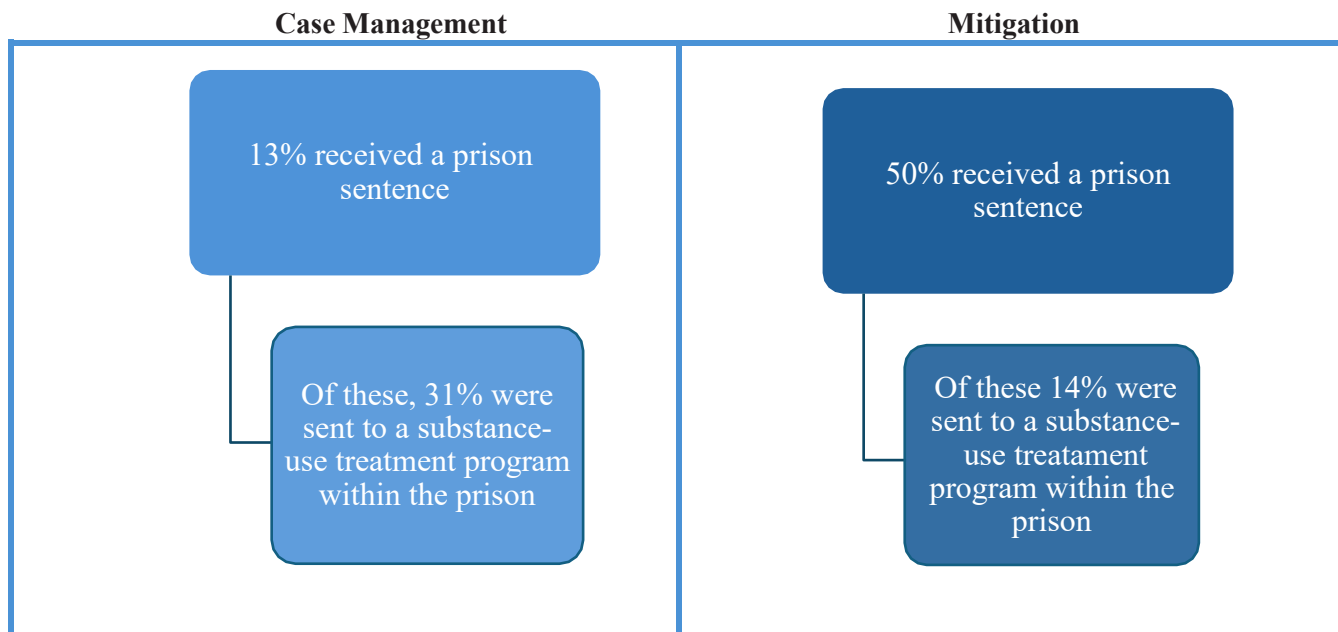 Case Management
13% received a prison
sentence
Of these, 31% were
sent to a substance-
use treatment program
within the prison
Mitigation
50% received a prison
sentence
Of these 14% were
sent to a substance-
use treatament
program within the
prison